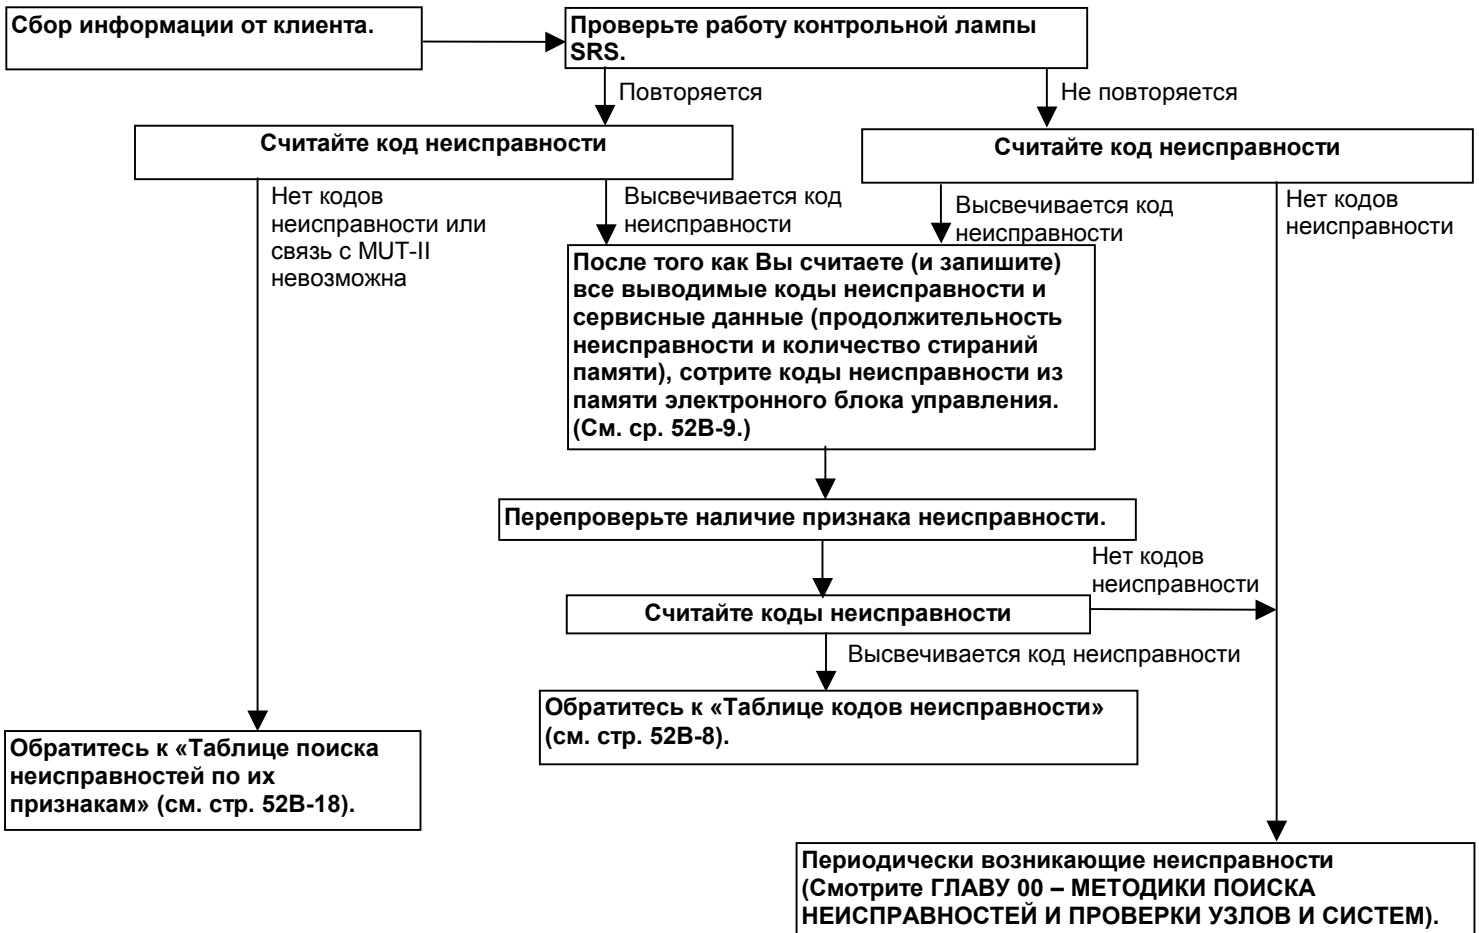 Сбор информации от клиента.
Проверьте работу контрольной лампы
SRS.
Повторяется
Не повторяется
Считайте код неисправности
Считайте код неисправности
Нет кодов
неисправности или
связь с MUT-II
невозможна
Высвечивается код
неисправности
Высвечивается код
неисправности
Нет кодов
неисправности
После того как Вы считаете (и запишите)
все выводимые коды неисправности и
сервисные данные (продолжительность
неисправности и количество стираний
памяти), сотрите коды неисправности из
памяти электронного блока управления.
(См. ср. 52B-9.)
Перепроверьте наличие признака неисправности.
Нет кодов
неисправности
Считайте коды неисправности
Высвечивается код неисправности
Обратитесь к «Таблице кодов неисправности»
(см. стр. 52B-8).
Обратитесь к «Таблице поиска
неисправностей по их
признакам» (см. стр. 52B-18).
Периодически возникающие неисправности
(Смотрите ГЛАВУ 00 – МЕТОДИКИ ПОИСКА
НЕИСПРАВНОСТЕЙ И ПРОВЕРКИ УЗЛОВ И СИСТЕМ).